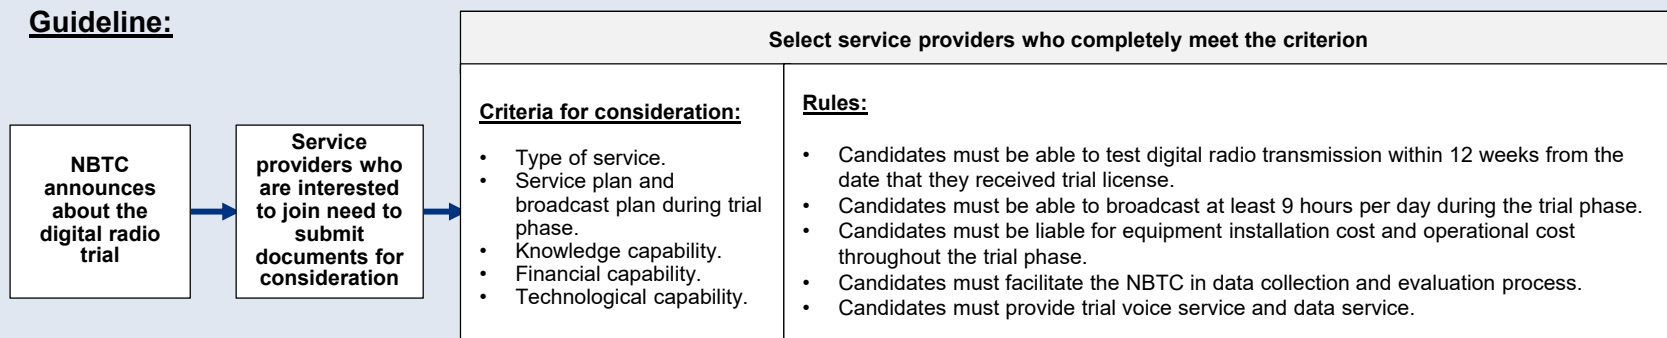 Guideline:
NBTC
announces
about the
digital radio
trial
Service
providers who
are interested
to join need to
submit
documents for
consideration
Select service providers who completely meet the criterion
Criteria for consideration:
• Type of service.
• Service plan and
broadcast plan during trial
phase.
• Knowledge capability.
• Financial capability.
• Technological capability.
Rules:
• Candidates must be able to test digital radio transmission within 12 weeks from the
date that they received trial license.
• Candidates must be able to broadcast at least 9 hours per day during the trial phase.
• Candidates must be liable for equipment installation cost and operational cost
throughout the trial phase.
• Candidates must facilitate the NBTC in data collection and evaluation process.
• Candidates must provide trial voice service and data service.